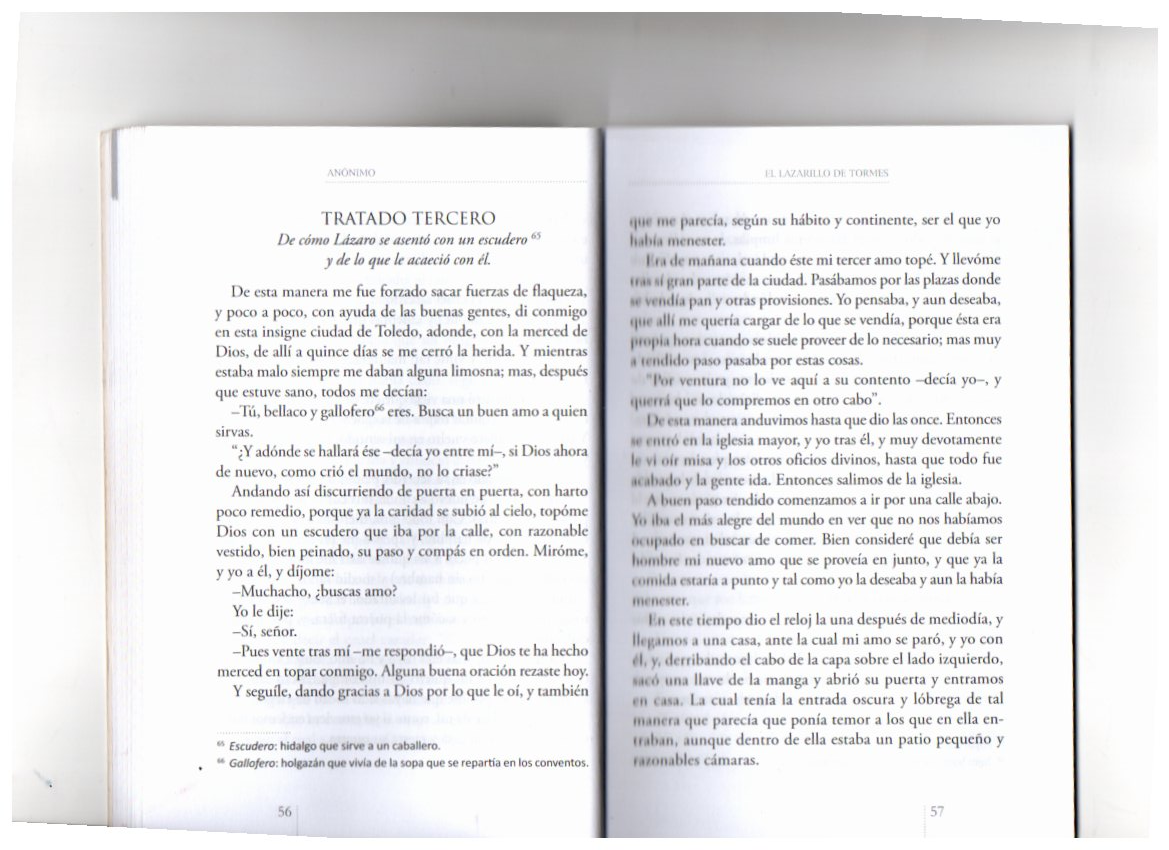 ANÓNIMO
TRATADO TERCERO
De cómo Lázaro se asentó con un escudero 65
y de lo que le acaeció con él.
De esta manera me fue forzado sacar fuerzas de flaqueza,
y poco a poco, con ayuda de las buenas gentes, di conmigo
en esta insigne ciudad de Toledo, adonde, con la merced de
Dios, de allí a quince días se me cerró la herida. Y mientras
estaba malo siempre me daban alguna limosna; mas, después
que estuve sano, todos me decían:
–Tú, bellaco y gallofero66 eres. Busca un buen amo a quien
sirvas.
“¿Y adónde se hallará ése –decía yo entre mí–, si Dios ahora
de nuevo, como crió el mundo, no lo criase?”
Andando así discurriendo de puerta en puerta, con harto
poco remedio, porque ya la caridad se subió al cielo, topóme
Dios con un escudero que iba por la calle, con razonable
vestido, bien peinado, su paso y compás en orden. Miróme,
y yo a él, y díjome:
–Muchacho, ¿buscas amo?
Yo le dije:
–Sí, señor.
–Pues vente tras mí –me respondió–, que Dios te ha hecho
merced en topar conmigo. Alguna buena oración rezaste hoy.
Y seguíle, dando gracias a Dios por lo que le oí, y también
65 Escudero: hidalgo que sirve a un caballero.
66 Gallofero: holgazán que vivía de la sopa que se repartía en los conventos.
56
EL LAZARILLO DE TORMES
que me parecía, según su hábito y continente, ser el que yo
había menester.
Era de mañana cuando éste mi tercer amo topé. Y llevóme
tras sí gran parte de la ciudad. Pasábamos por las plazas donde
se vendía pan y otras provisiones. Yo pensaba, y aun deseaba,
que allí me quería cargar de lo que se vendía, porque ésta era
propia hora cuando se suele proveer de lo necesario; mas muy
a tendido paso pasaba por estas cosas.
"Por ventura no lo ve aquí a su contento –decía yo–, y
querrá que lo compremos en otro cabo”.
De esta manera anduvimos hasta que dio las once. Entonces
se entró en la iglesia mayor, y yo tras él, y muy devotamente
le vi oír misa y los otros oficios divinos, hasta que todo fue
acabado y la gente ida. Entonces salimos de la iglesia.
A buen paso tendido comenzamos a ir por una calle abajo.
Yo iba el más alegre del mundo en ver que no nos habíamos
ocupado en buscar de comer. Bien consideré que debía ser
hombre mi nuevo amo que se proveía en junto, y que ya la
comida estaría a punto y tal como yo la deseaba y aun la había
menester.
En este tiempo dio el reloj la una después de mediodía, y
llegamos a una casa, ante la cual mi amo se paró, y yo con
él, y, derribando el cabo de la capa sobre el lado izquierdo,
sacó una llave de la manga y abrió su puerta y entramos
en casa. La cual tenía la entrada oscura y lóbrega de tal
manera que parecía que ponía temor a los que en ella en-
traban, aunque dentro de ella estaba un patio pequeño y
razonables cámaras.
57